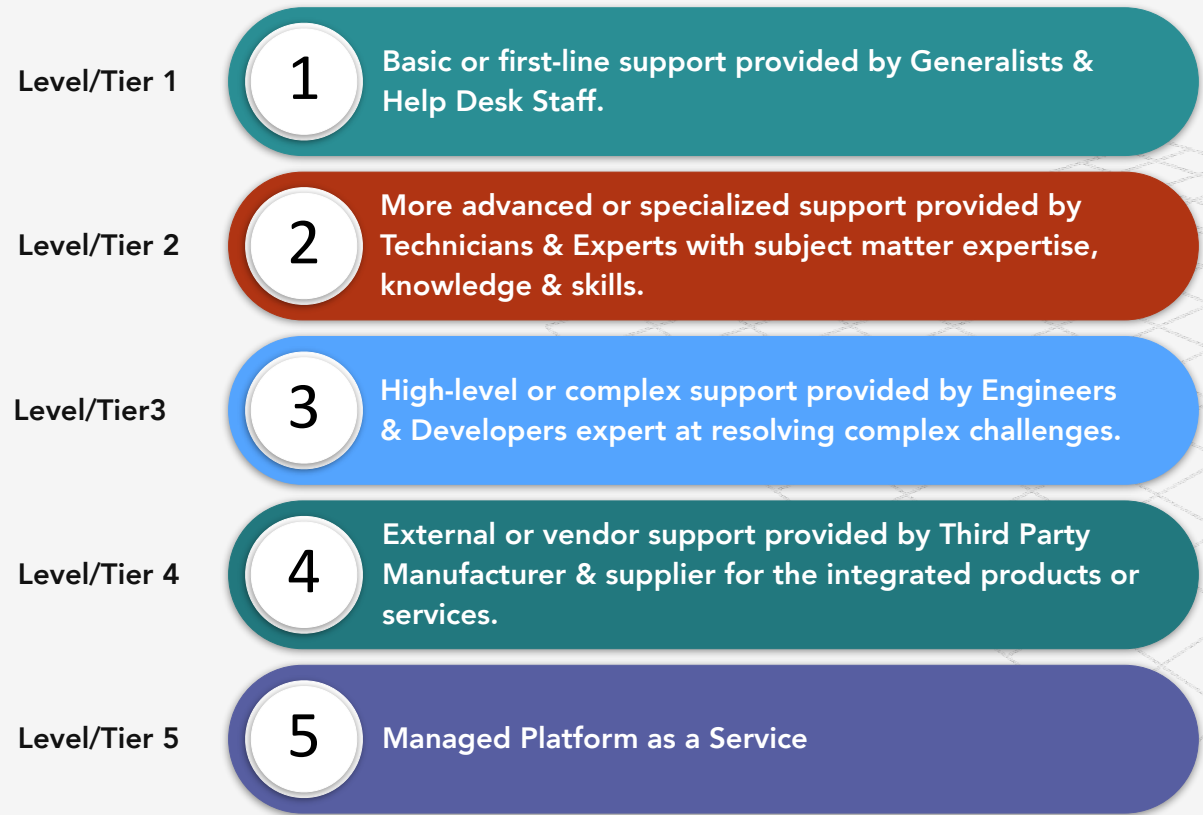 Level/Tier 1
1
Basic or first-line support provided by Generalists &
Help Desk Staff.
Level/Tier 2
2
More advanced or specialized support provided by
Technicians & Experts with subject matter expertise,
knowledge & skills.
Level/Tier3
3
High-level or complex support provided by Engineers
& Developers expert at resolving complex challenges.
Level/Tier 4
4
External or vendor support provided by Third Party
Manufacturer & supplier for the integrated products or
services.
Level/Tier 5
5
Managed Platform as a Service